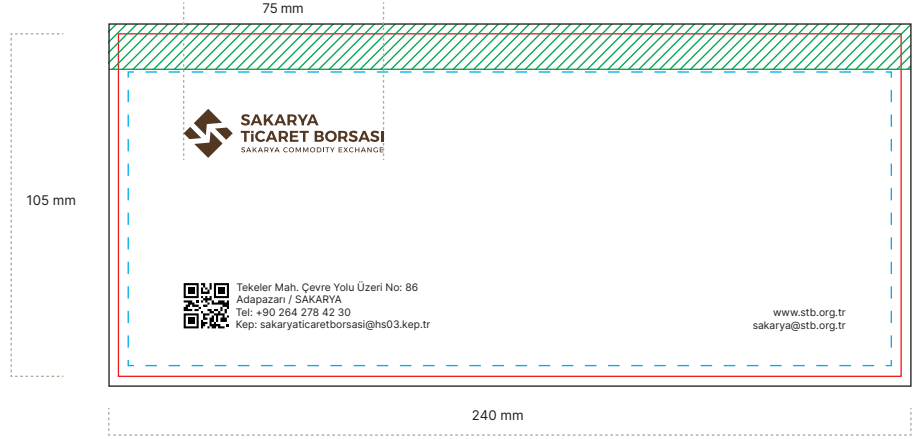 75 mm
SAKARYA
TiCARET BORSASI
SAKARYA COMMODITY EXCHANGE
105 mm
Tekeler Mah. Çevre Yolu Üzeri No: 86
Adapazarı / SAKARYA
Tel: +90 264 278 42 30
Kep: sakaryaticaretborsasi@hs03.kep.tr
www.stb.org.tr
sakarya@stb.org.tr
240 mm